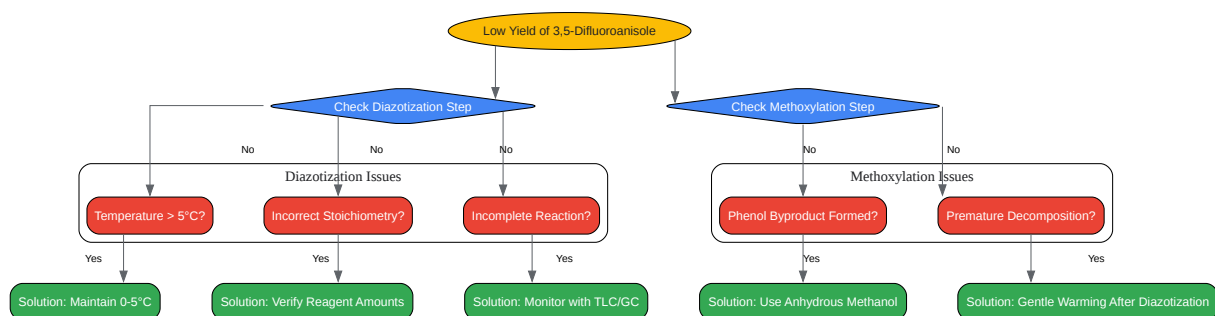 Low Yield of 3,5-Difluoroanisole
Check Diazotization Step
Check Methoxylation Step
No
No
No
No
No
Diazotization Issues
Methoxylation Issues
Temperature > 5°C?
Incorrect Stoichiometry?
Incomplete Reaction?
Phenol Byproduct Formed?
Premature Decomposition?
Yes
Yes
Yes
Yes
Yes
Solution: Maintain 0-5°C
Solution: Verify Reagent Amounts
Solution: Monitor with TLC/GC
Solution: Use Anhydrous Methanol
Solution: Gentle Warming After Diazotization